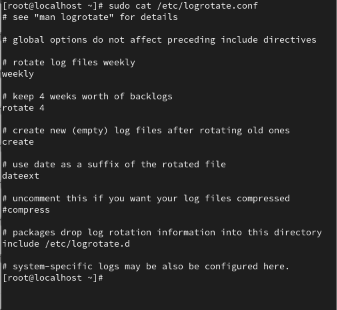 [root@localhost ~]# sudo cat /etc/logrotate.conf
# see "man logrotate" for details
# global options do not affect preceding include directives
# rotate log files weekly
weekly
# keep 4 weeks worth of backlogs
rotate 4
# create new (empty) log files after rotating old ones
create
# use date as a suffix of the rotated file
dateext
# uncomment this if you want your log files compressed
#compress
# packages drop log rotation information into this directory
include /etc/logrotate.d
# system-specific logs may be also be configured here.
[root@localhost ~]#